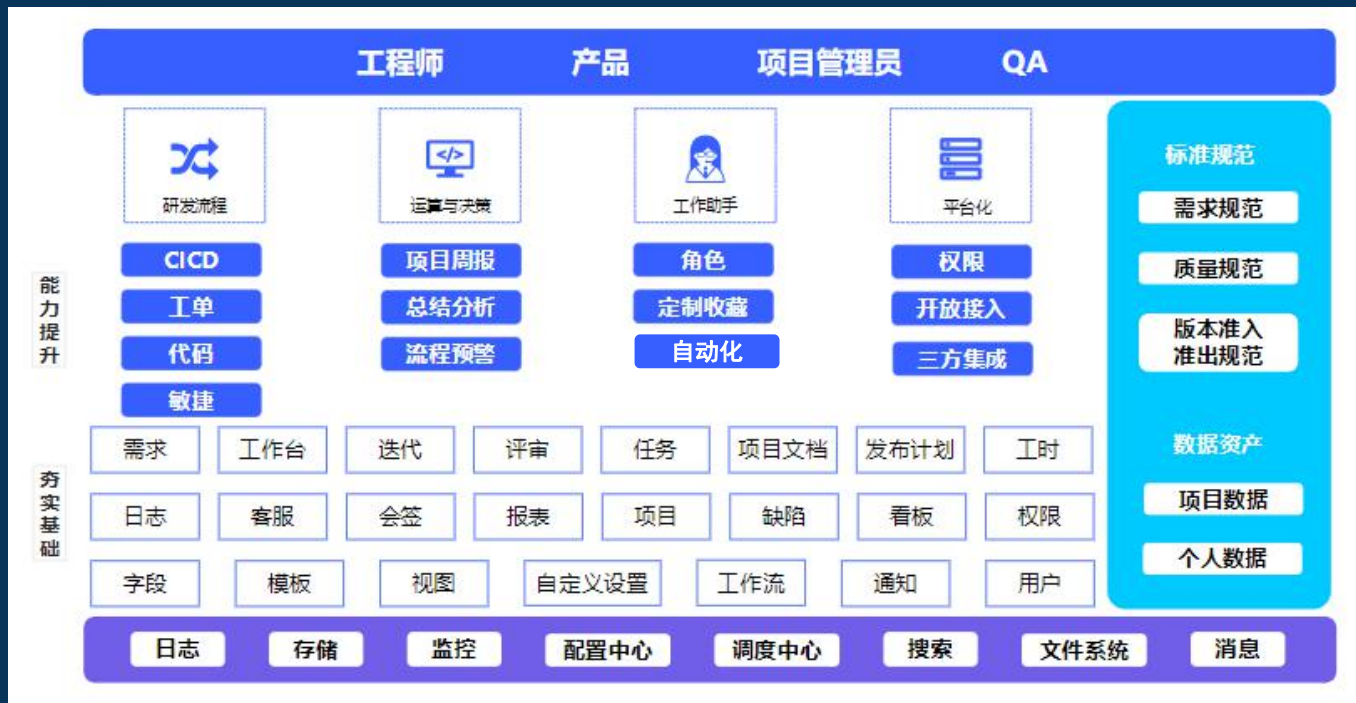 工程师 产品 项目管理员 QA
研发流程 运算与决策 工作助手 平台化
CICD 项目周报 角色 权限
工单 总结分析 定制收藏 开放接入
代码 流程预警 自动化 三方集成
敏捷
能力提升
需求 工作台 迭代 评审 任务 项目文档 发布计划 工时
日志 客服 会签 报表 项目 缺陷 看板 权限
字段 模板 视图 自定义设置 工作流 通知 用户
夯实基础
标准规范
需求规范
质量规范
版本准入
准出规范
数据资产
项目数据
个人数据
日志 存储 监控 配置中心 调度中心 搜索 文件系统 消息